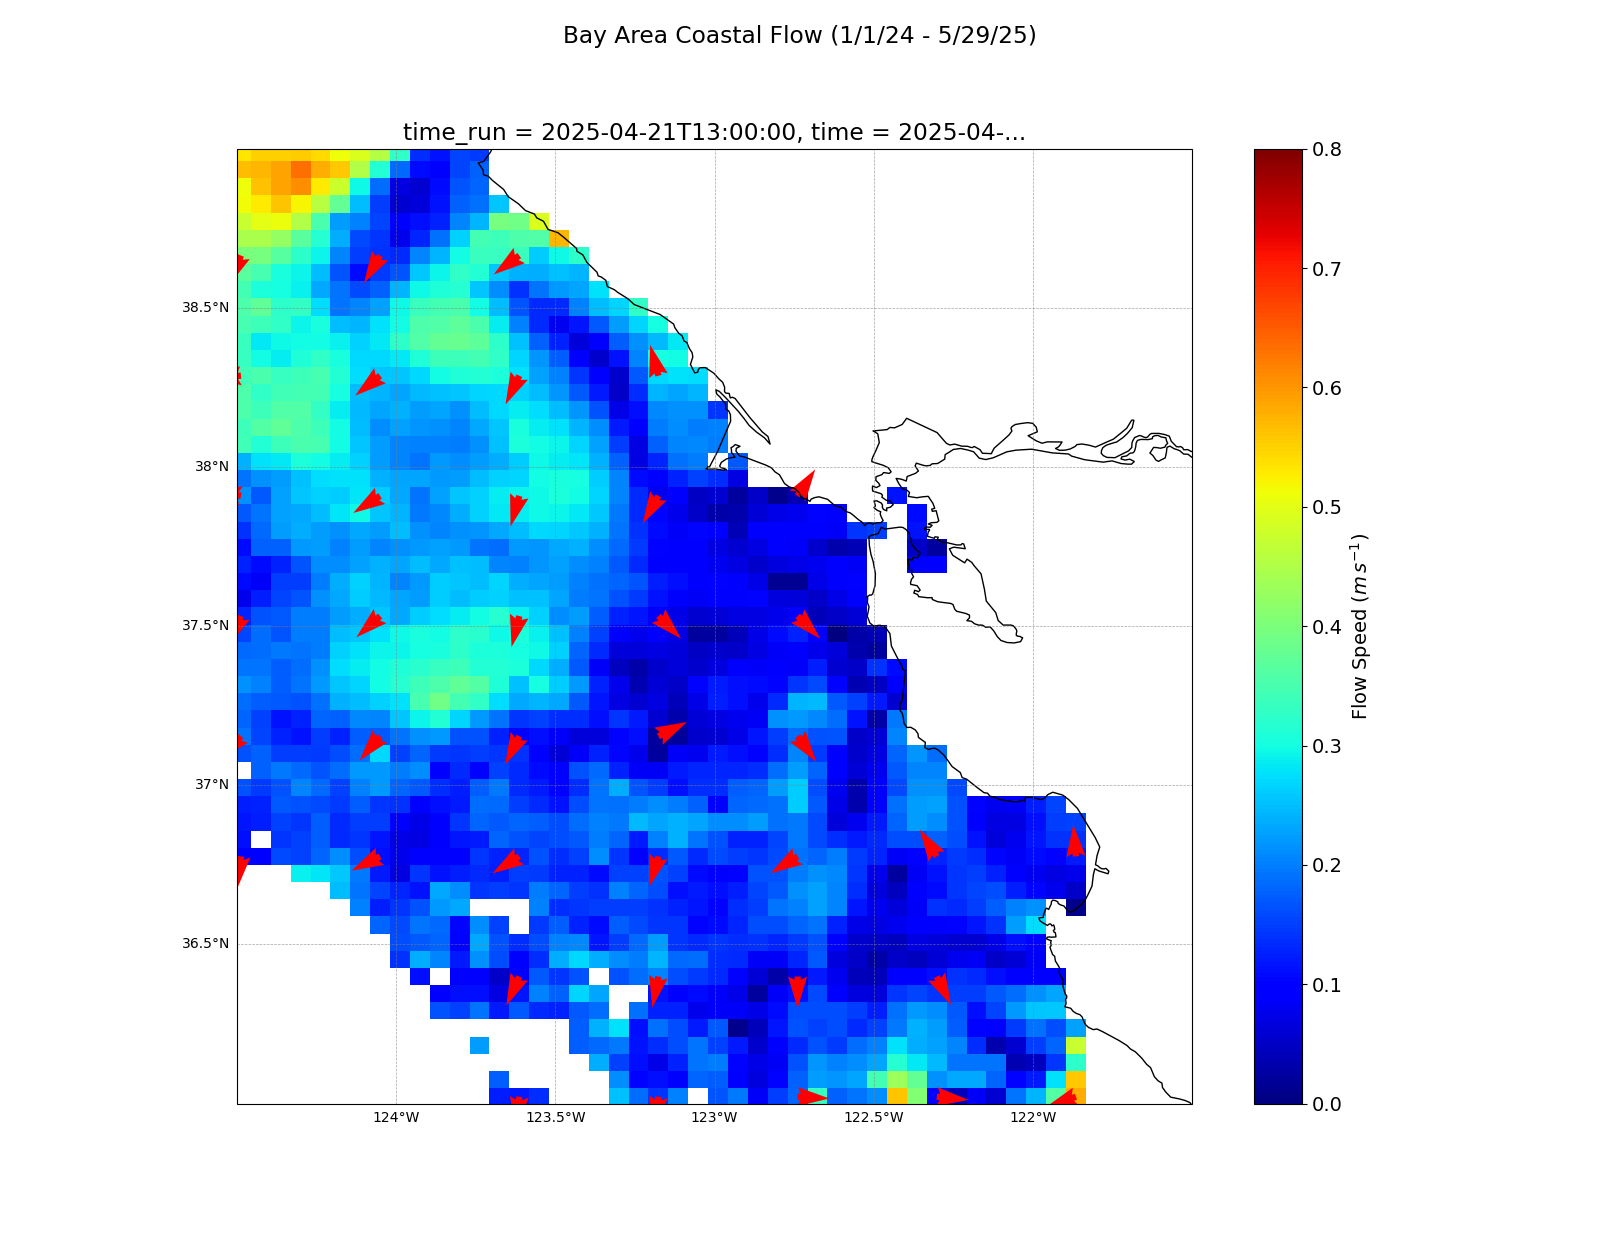 Bay Area Coastal Flow (1/1/24 - 5/29/25)
time_run = 2025-04-21T13:00:00, time = 2025-04-...
38.5°N
38°N
37.5°N
37°N
36.5°N
124°W
123.5°W
123°W
122.5°W
122°W
0.8
0.7
0.6
0.5
0.4
0.3
0.2
0.1
0.0
Flow Speed (m s⁻¹)